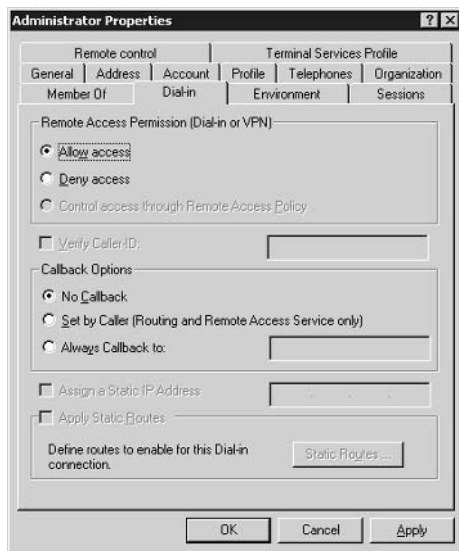 Administrator Properties
Remote control Terminal Services Profile
General Address Account Profile Telephones Organization
Member Of Dial-in Environment Sessions
Remote Access Permission (Dial-in or VPN)
Allow access
Deny access
Control access through Remote Access Policy
Verify Caller-ID:
Callback Options
No Callback
Set by Caller (Routing and Remote Access Service only)
Always Callback to:
Assign a Static IP Address
Apply Static Routes
Define routes to enable for this Dial-in
connection.
Static Routes ...
OK Cancel Apply